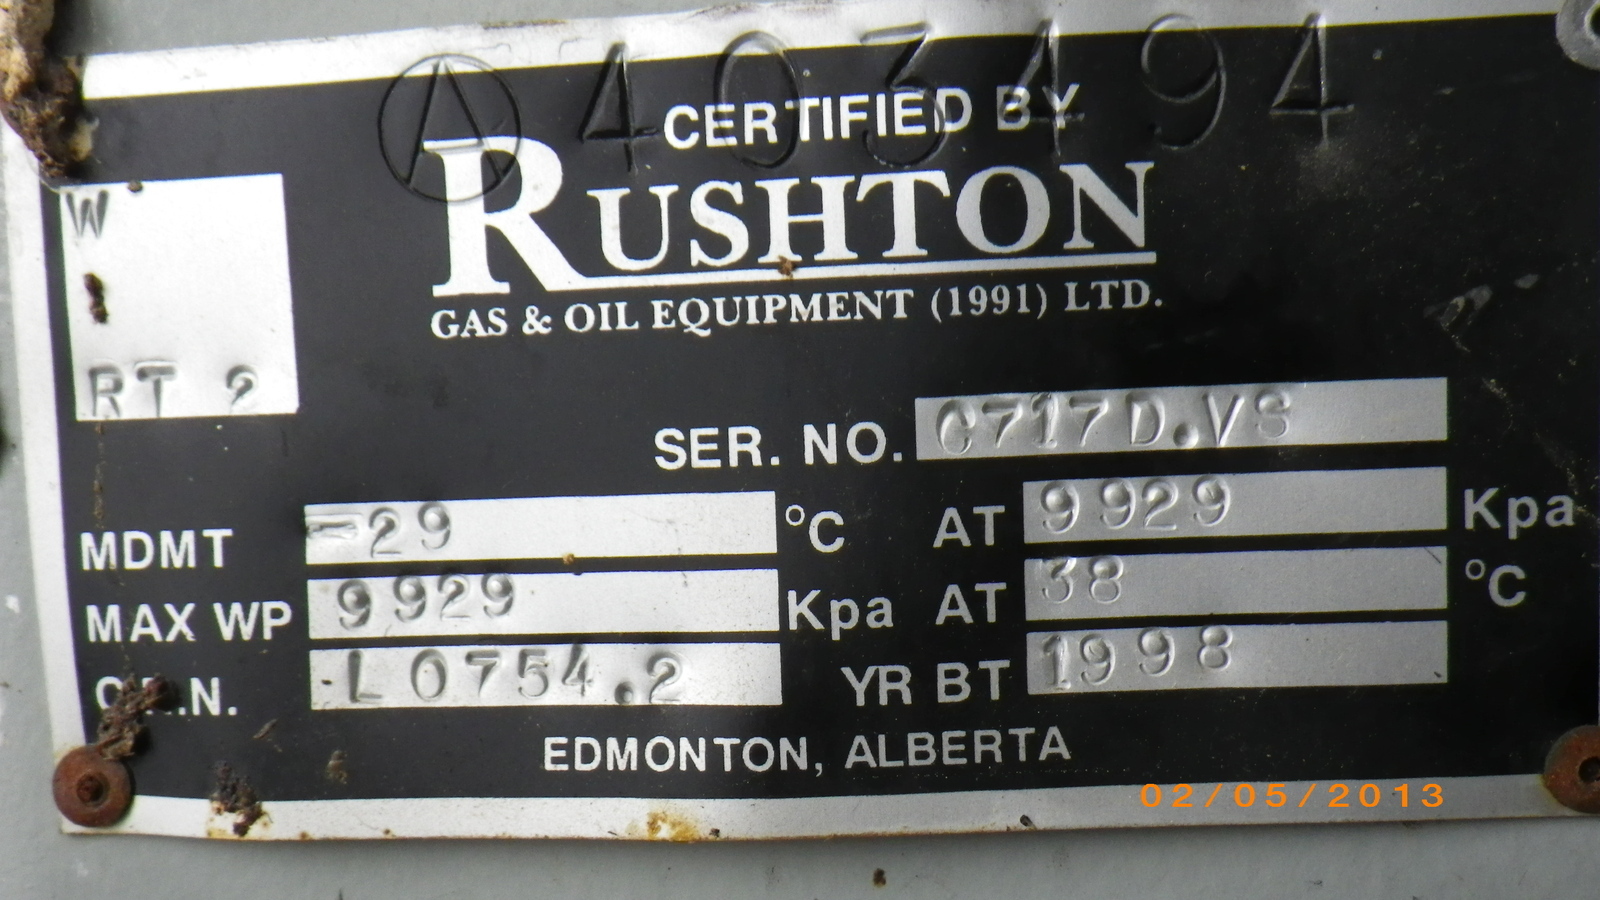 A 403494
CERTIFIED BY
RUSHTON
GAS & OIL EQUIPMENT (1991) LTD.
W
RT 2
SER. NO. C717D.VS
MDMT -29 °C AT 9929 Kpa
MAX WP 9929 Kpa AT 38 °C
L0754.2 YR BT 1998
EDMONTON, ALBERTA
02/05/2013